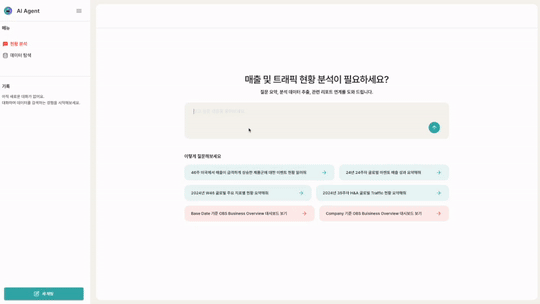 AI Agent
메뉴
현황 분석
데이터 탐색
기록
아직 새로운 대화가 없어요.
대화하며 데이터를 검색하는 경험을 시작해보세요.
새 채팅
매출 및 트래픽 현황 분석이 필요하세요?
질문 요약, 분석 데이터 추출, 관련 리포트 연계를 도와 드립니다.
이렇게 질문해보세요
46주 미국에서 매출이 급격하게 상승한 제품군에 대한 이벤트 현황 알려줘
24년 24주차 글로벌 이벤트 매출 성과 요약해줘
2024년 W46 글로벌 주요 지표별 현황 요약해줘
2024년 39주차 H&A 글로벌 Traffic 현황 요약해줘
Base Date 기준 OBS Business Overview 대시보드 보기
Company 기준 OBS Buisiness Overview 대시보드 보기